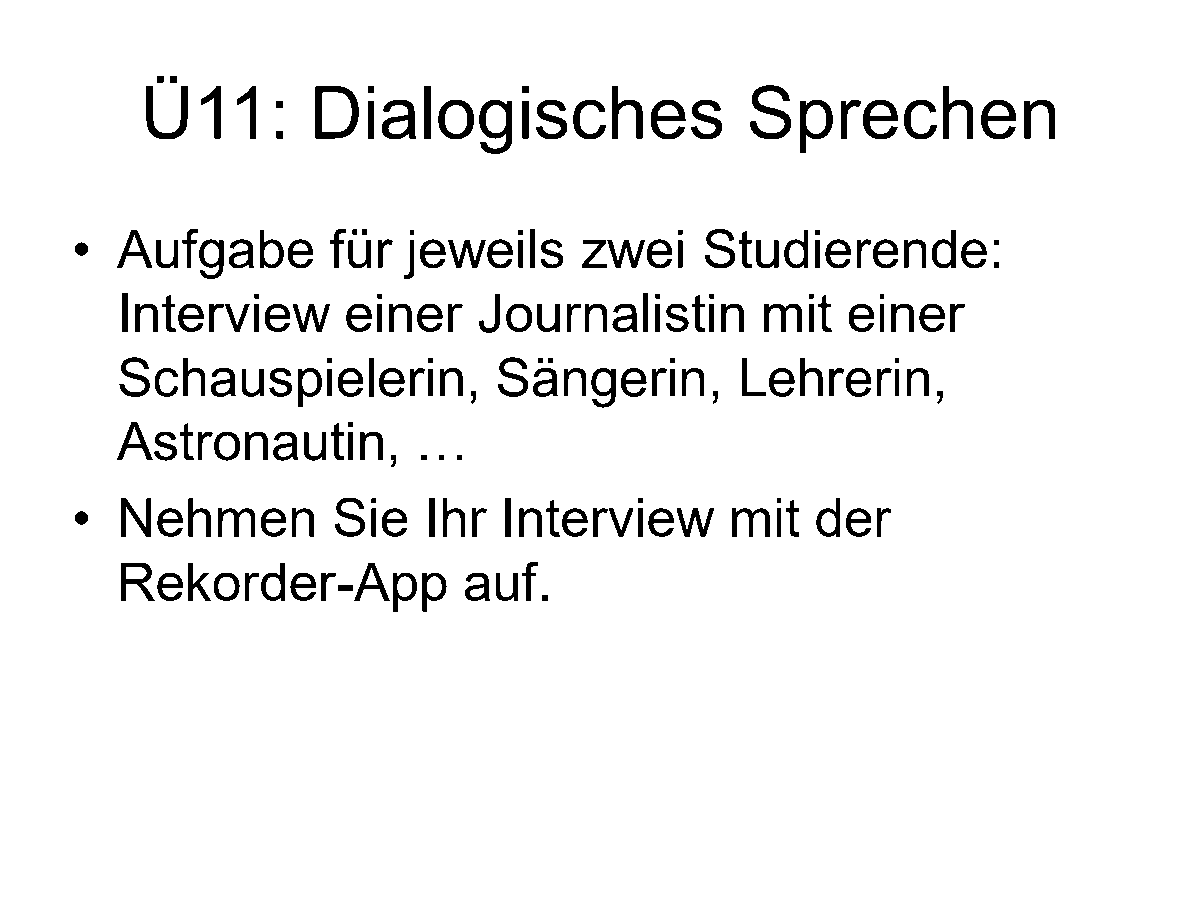 Ü11: Dialogisches Sprechen
• Aufgabe für jeweils zwei Studierende:
Interview einer Journalistin mit einer
Schauspielerin, Sängerin, Lehrerin,
Astronautin, …
• Nehmen Sie Ihr Interview mit der
Rekorder-App auf.